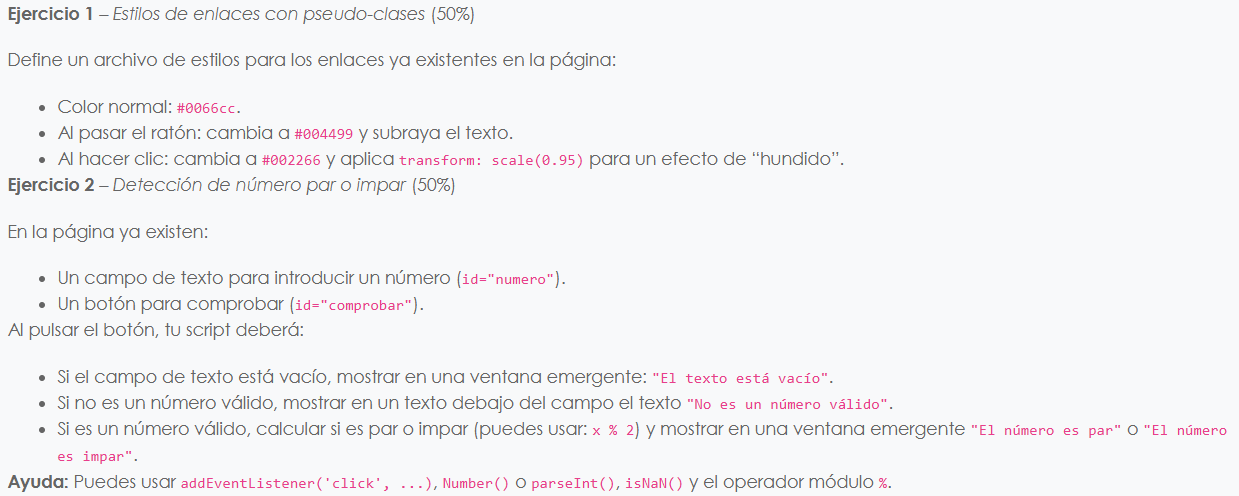 Ejercicio 1 – Estilos de enlaces con pseudo-clases (50%)
Define un archivo de estilos para los enlaces ya existentes en la página:
• Color normal: #0066cc.
• Al pasar el ratón: cambia a #004499 y subraya el texto.
• Al hacer clic: cambia a #002266 y aplica transform: scale(0.95) para un efecto de “hundido”.
Ejercicio 2 – Detección de número par o impar (50%)
En la página ya existen:
• Un campo de texto para introducir un número (id="numero").
• Un botón para comprobar (id="comprobar").
Al pulsar el botón, tu script deberá:
• Si el campo de texto está vacío, mostrar en una ventana emergente: "El texto está vacío".
• Si no es un número válido, mostrar en un texto debajo del campo el texto "No es un número válido".
• Si es un número válido, calcular si es par o impar (puedes usar: x % 2) y mostrar en una ventana emergente "El número es par" o "El número
es impar".
Ayuda: Puedes usar addEventListener('click', ...), Number() o parseInt(), isNaN() y el operador módulo %.